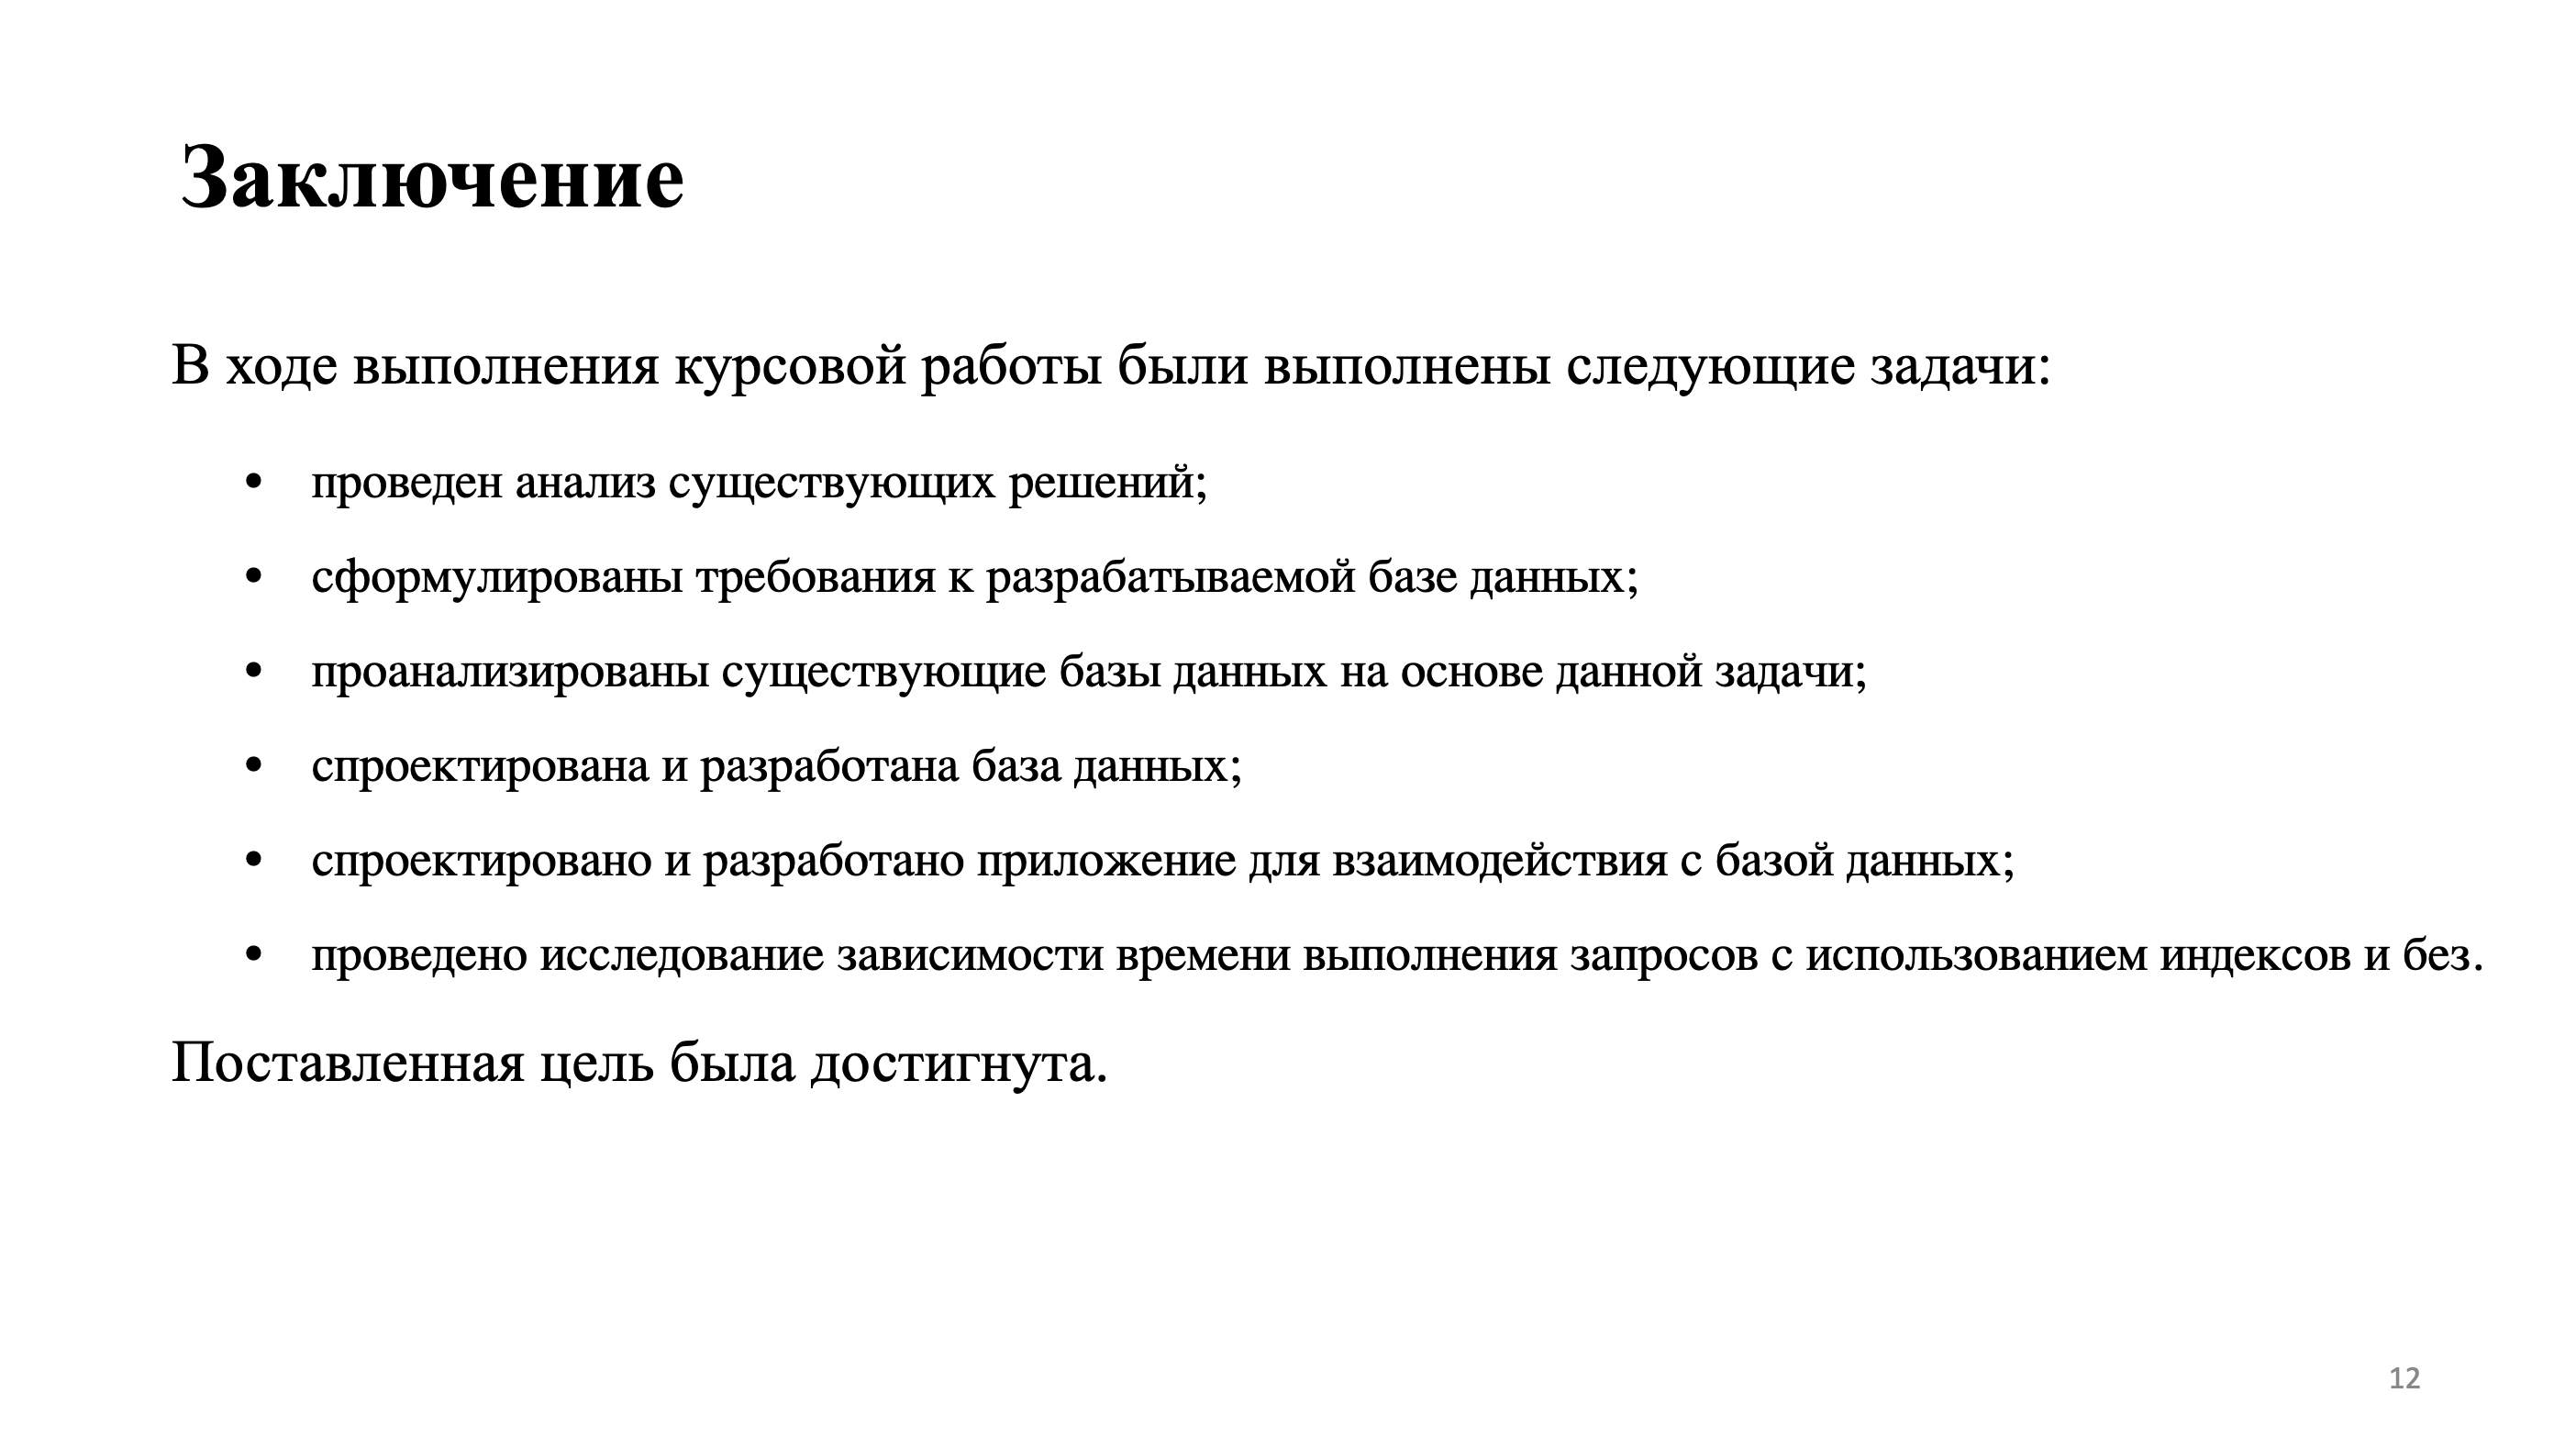 Заключение
В ходе выполнения курсовой работы были выполнены следующие задачи:
• проведен анализ существующих решений;
• сформулированы требования к разрабатываемой базе данных;
• проанализированы существующие базы данных на основе данной задачи;
• спроектирована и разработана база данных;
• спроектировано и разработано приложение для взаимодействия с базой данных;
• проведено исследование зависимости времени выполнения запросов с использованием индексов и без.
Поставленная цель была достигнута.
12